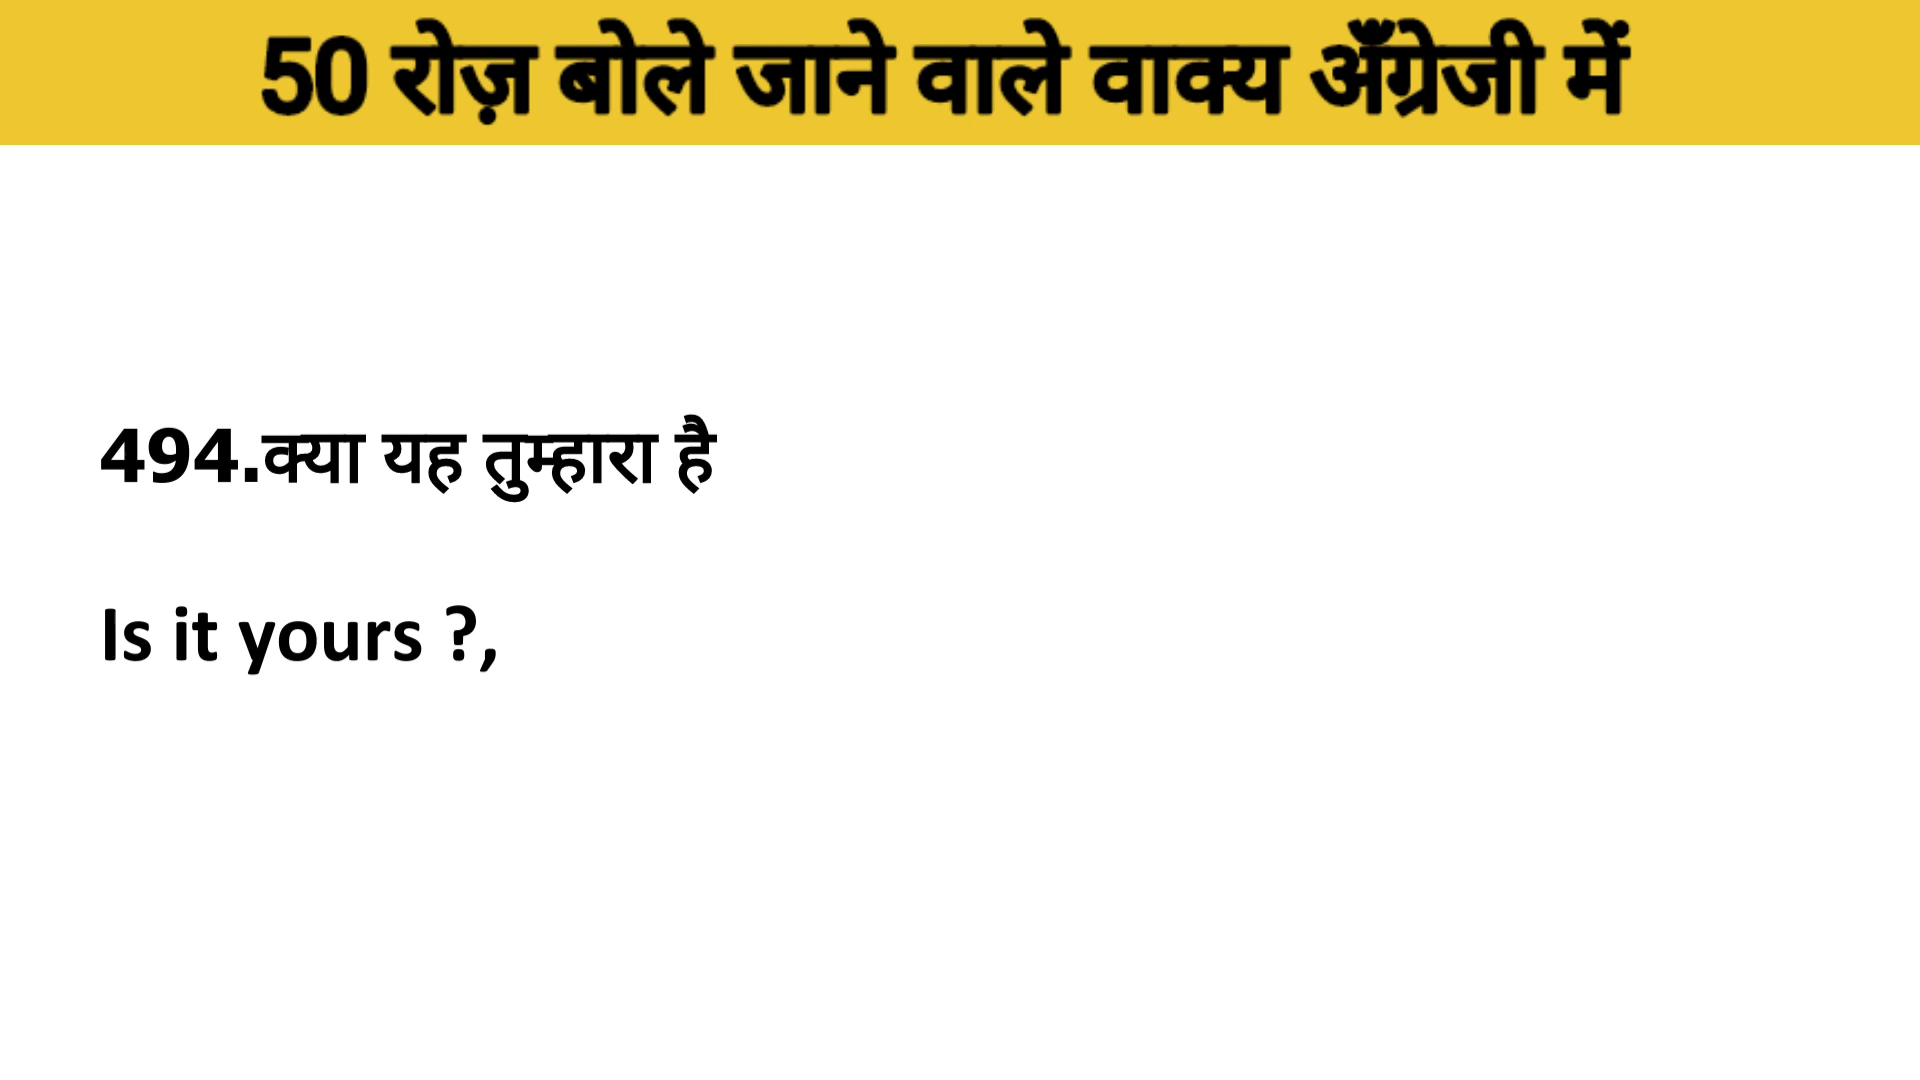 50 रोज़ बोले जाने वाले वाक्य अँग्रेजी में
494.क्या यह तुम्हारा है
Is it yours ?,